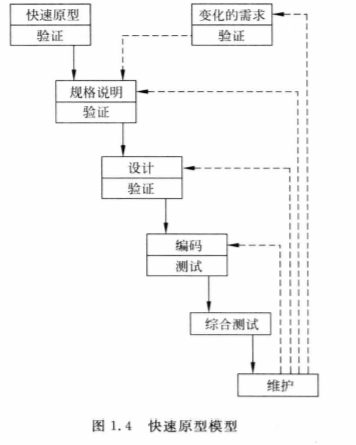 快速原型
验证
变化的需求
验证
规格说明
验证
设计
验证
编码
测试
综合测试
维护
图 1.4 快速原型模型